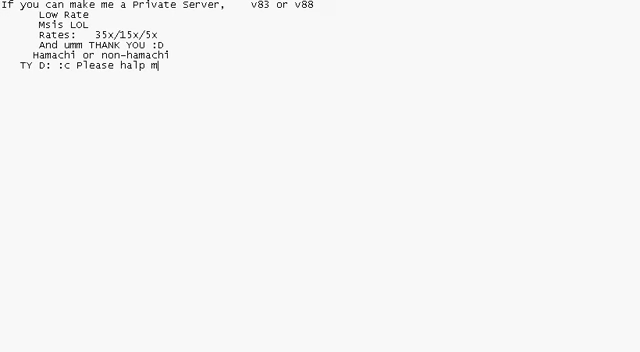 If you can make me a Private Server,    v83 or v88
Low Rate
Msis LOL
Rates:   35x/15x/5x
And umm THANK YOU :D
Hamachi or non-hamachi
TY D: :c Please halp m